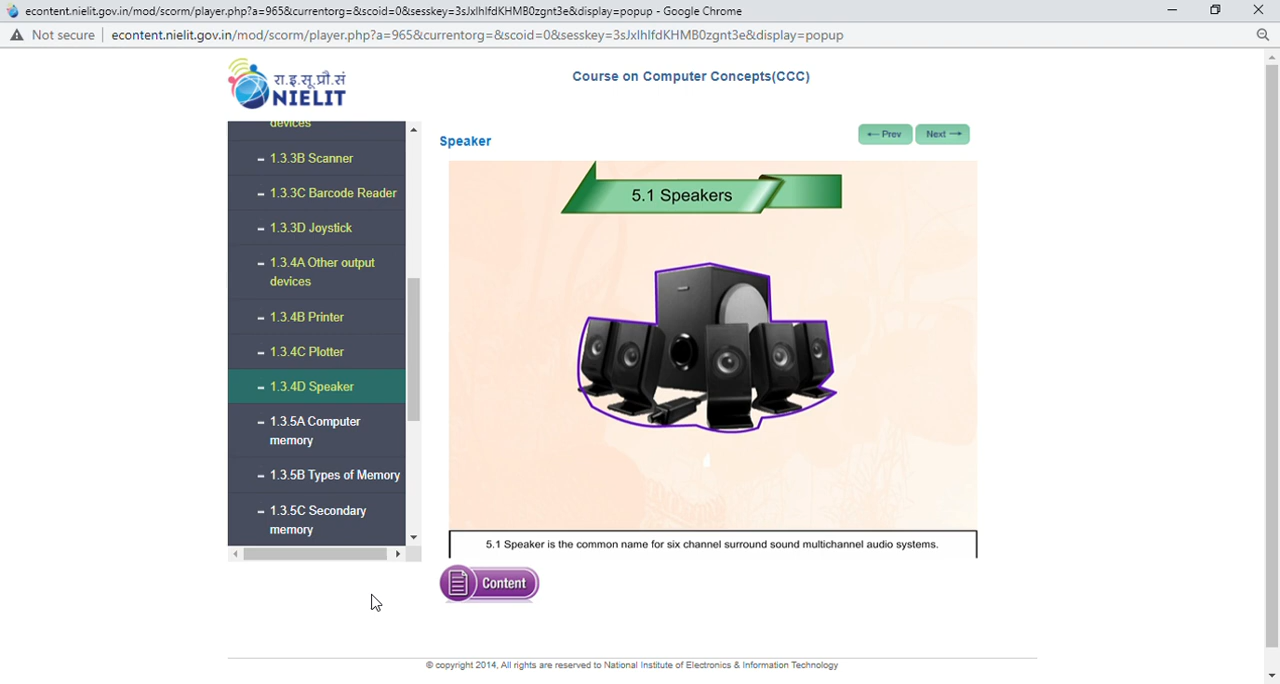 econtent.nielit.gov.in/mod/scorm/player.php?a=965&currentorg=&scoid=0&sesskey=3sJxlhlfdKHMB0zgnt3e&display=popup - Google Chrome
Not secure econtent.nielit.gov.in/mod/scorm/player.php?a=965&currentorg=&scoid=0&sesskey=3sJxlhlfdKHMB0zgnt3e&display=popup
रा.इ.सू.प्रौ.सं
NIELIT
Course on Computer Concepts(CCC)
devices
1.3.3B Scanner
1.3.3C Barcode Reader
1.3.3D Joystick
1.3.4A Other output
devices
1.3.4B Printer
1.3.4C Plotter
1.3.4D Speaker
1.3.5A Computer
memory
1.3.5B Types of Memory
1.3.5C Secondary
memory
Speaker
← Prev Next →
5.1 Speakers
5.1 Speaker is the common name for six channel surround sound multichannel audio systems.
Content
© copyright 2014, All rights are reserved to National Institute of Electronics & Information Technology